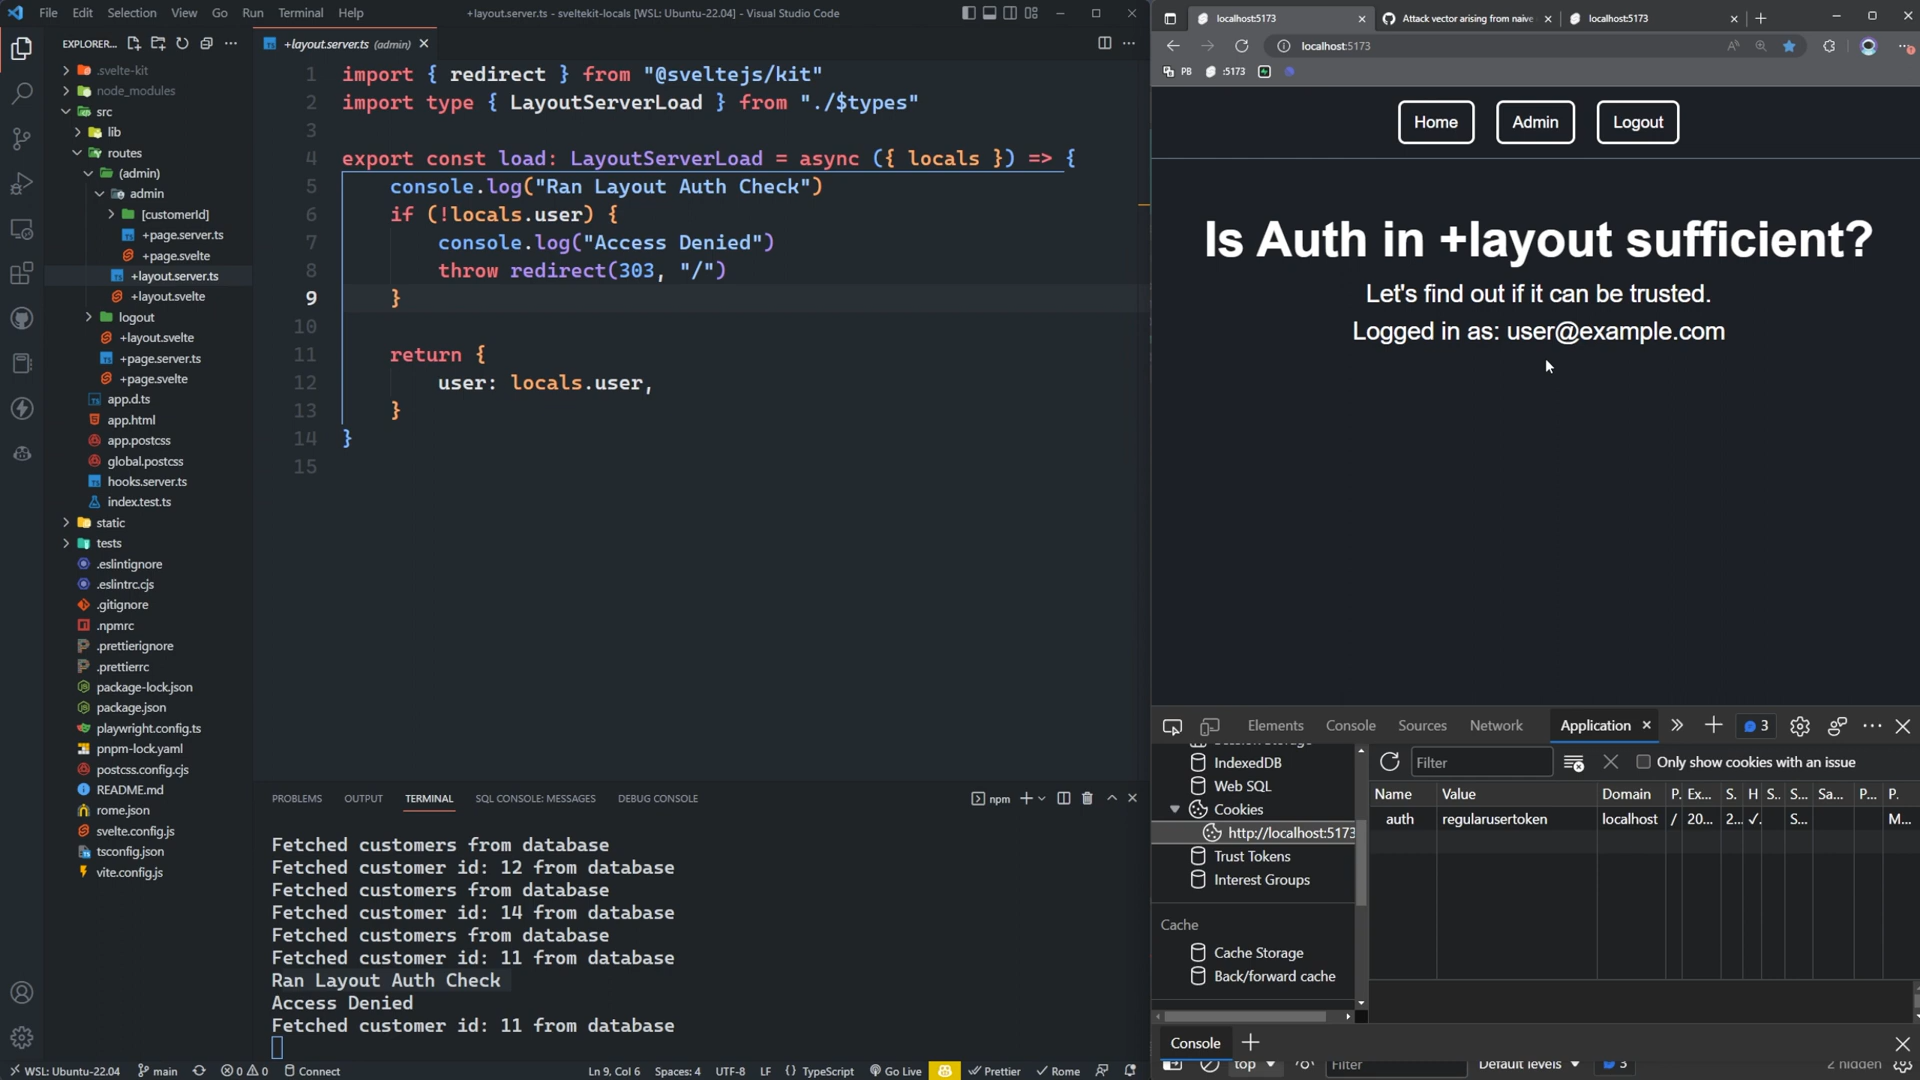 File Edit Selection View Go Run Terminal Help
+layout.server.ts - sveltekit-locals [WSL: Ubuntu-22.04] - Visual Studio Code
EXPLORER...
.svelte-kit
node_modules
src
lib
routes
(admin)
admin
[customerId]
+page.server.ts
+page.svelte
+layout.server.ts
+layout.svelte
logout
+layout.svelte
+page.server.ts
+page.svelte
app.d.ts
app.html
app.postcss
global.postcss
hooks.server.ts
index.test.ts
static
tests
.eslintignore
.eslintrc.cjs
.gitignore
.npmrc
.prettierignore
.prettierrc
package-lock.json
package.json
playwright.config.ts
pnpm-lock.yaml
postcss.config.cjs
README.md
rome.json
svelte.config.js
tsconfig.json
vite.config.js
+layout.server.ts (admin)
1 import { redirect } from "@sveltejs/kit"
2 import type { LayoutServerLoad } from "./$types"
3
4 export const load: LayoutServerLoad = async ({ locals }) => {
5 console.log("Ran Layout Auth Check")
6 if (!locals.user) {
7 console.log("Access Denied")
8 throw redirect(303, "/")
9 }
10
11 return {
12 user: locals.user,
13 }
14 }
15
PROBLEMS OUTPUT TERMINAL SQL CONSOLE: MESSAGES DEBUG CONSOLE
npm
Fetched customers from database
Fetched customer id: 12 from database
Fetched customers from database
Fetched customer id: 14 from database
Fetched customers from database
Fetched customer id: 11 from database
Ran Layout Auth Check
Access Denied
Fetched customer id: 11 from database
WSL: Ubuntu-22.04 main 0 0 Connect Ln 9, Col 6 Spaces: 4 UTF-8 LF {} TypeScript Go Live Prettier Rome
localhost:5173
Attack vector arising from naive
localhost:5173
localhost:5173
PB :5173
Home Admin Logout
Is Auth in +layout sufficient?
Let's find out if it can be trusted.
Logged in as: user@example.com
Elements Console Sources Network Application 3
IndexedDB
Web SQL
Cookies
http://localhost:5173
Trust Tokens
Interest Groups
Cache
Cache Storage
Back/forward cache
Filter Only show cookies with an issue
Name Value Domain P. Ex... S. H S.. S... Sa... P... P.
auth regularusertoken localhost / 20... 2... ✓. S... M...
Console
top Filter Default levels 3 2 hidden